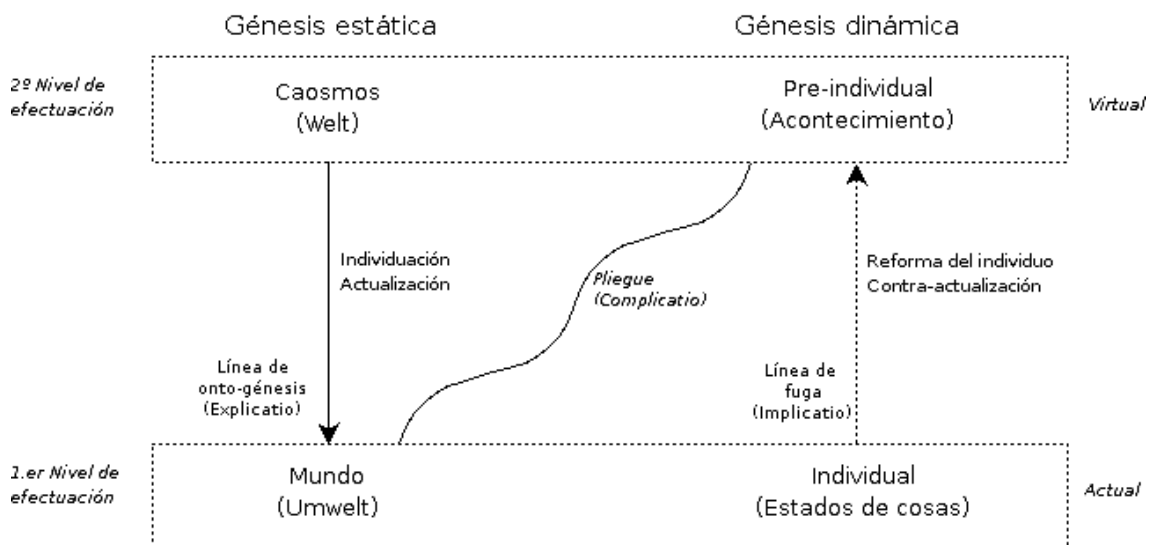 Génesis estática
Génesis dinámica
2º Nivel de
efectuación
Caosmos
(Welt)
Pre-individual
(Acontecimiento)
Virtual
Individuación
Actualización
Pliegue
(Complicatio)
Reforma del individuo
Contra-actualización
Línea de
onto-génesis
(Explicatio)
Línea de
fuga
(Implicatio)
1.er Nivel de
efectuación
Mundo
(Umwelt)
Individual
(Estados de cosas)
Actual